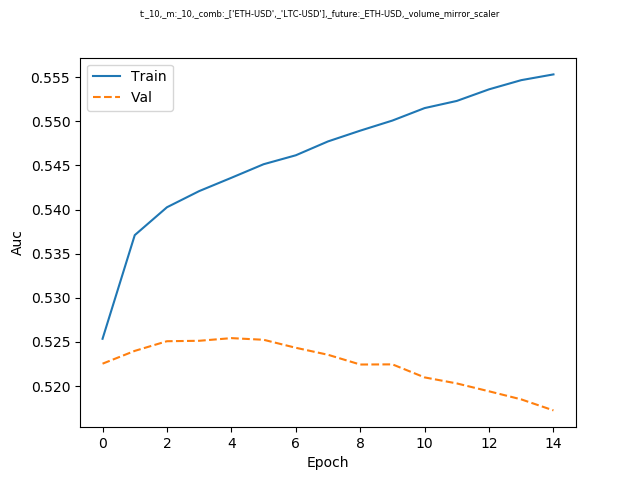 t:_10,_m:_10,_comb:_['ETH-USD',_'LTC-USD'],_future:_ETH-USD,_volume_mirror_scaler
Train
Val
0.555
0.550
0.545
0.540
0.535
0.530
0.525
0.520
Auc
0 2 4 6 8 10 12 14
Epoch